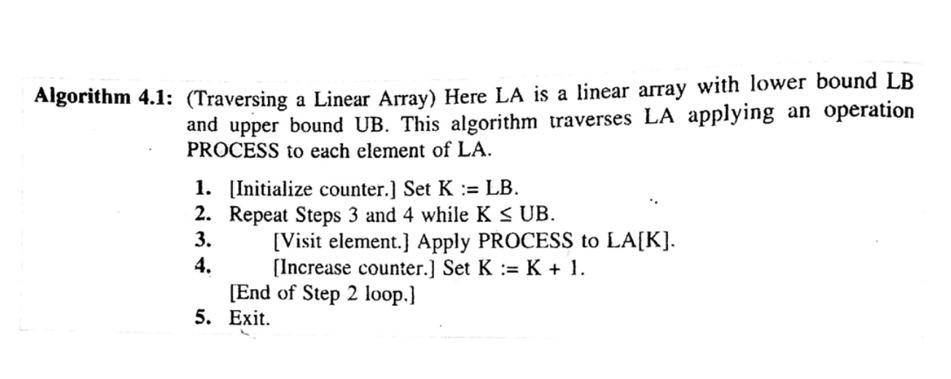 Algorithm 4.1: (Traversing a Linear Array) Here LA is a linear array with lower bound LB
and upper bound UB. This algorithm traverses LA applying an operation
PROCESS to each element of LA.
1. [Initialize counter.] Set K := LB.
2. Repeat Steps 3 and 4 while K ≤ UB.
3. [Visit element.] Apply PROCESS to LA[K].
4. [Increase counter.] Set K := K + 1.
[End of Step 2 loop.]
5. Exit.